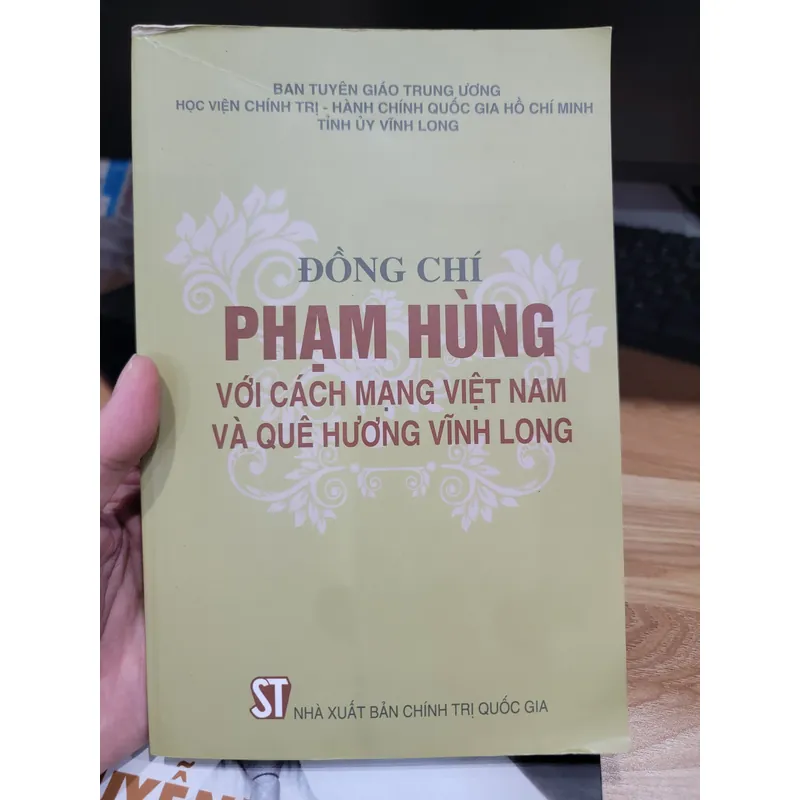 BAN TUYÊN GIÁO TRUNG ƯƠNG
HỌC VIỆN CHÍNH TRỊ - HÀNH CHÍNH QUỐC GIA HỒ CHÍ MINH
TỈNH ỦY VĨNH LONG
ĐỒNG CHÍ
PHẠM HÙNG
VỚI CÁCH MẠNG VIỆT NAM
VÀ QUÊ HƯƠNG VĨNH LONG
ST NHÀ XUẤT BẢN CHÍNH TRỊ QUỐC GIA